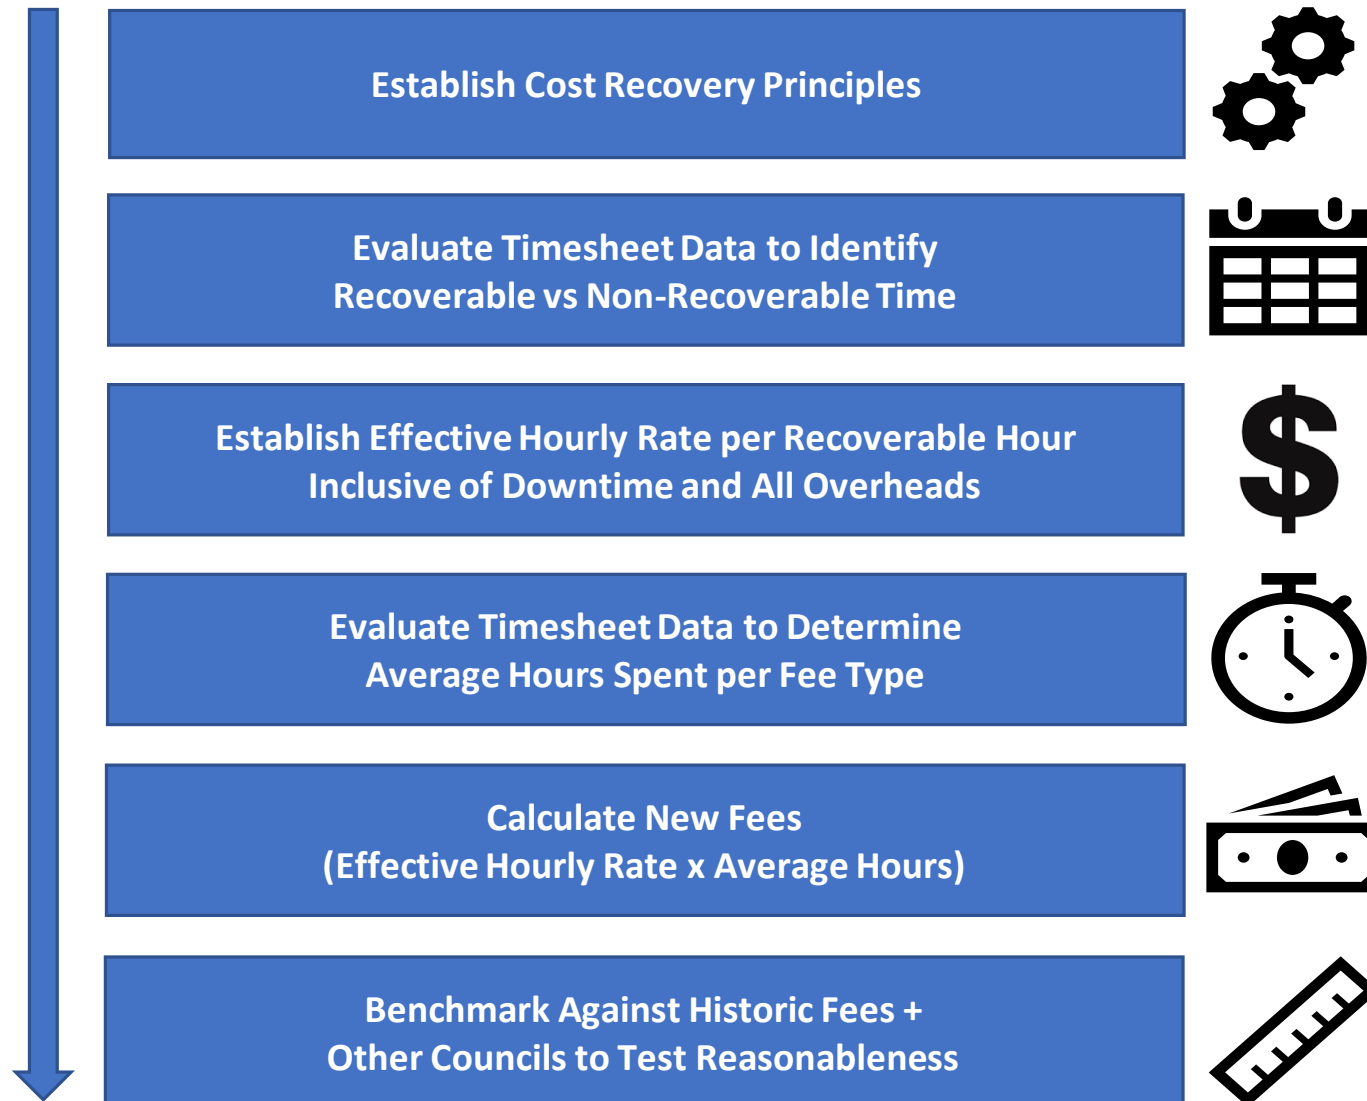 Establish Cost Recovery Principles
Evaluate Timesheet Data to Identify
Recoverable vs Non-Recoverable Time
Establish Effective Hourly Rate per Recoverable Hour
Inclusive of Downtime and All Overheads
Evaluate Timesheet Data to Determine
Average Hours Spent per Fee Type
Calculate New Fees
(Effective Hourly Rate x Average Hours)
Benchmark Against Historic Fees +
Other Councils to Test Reasonableness
$